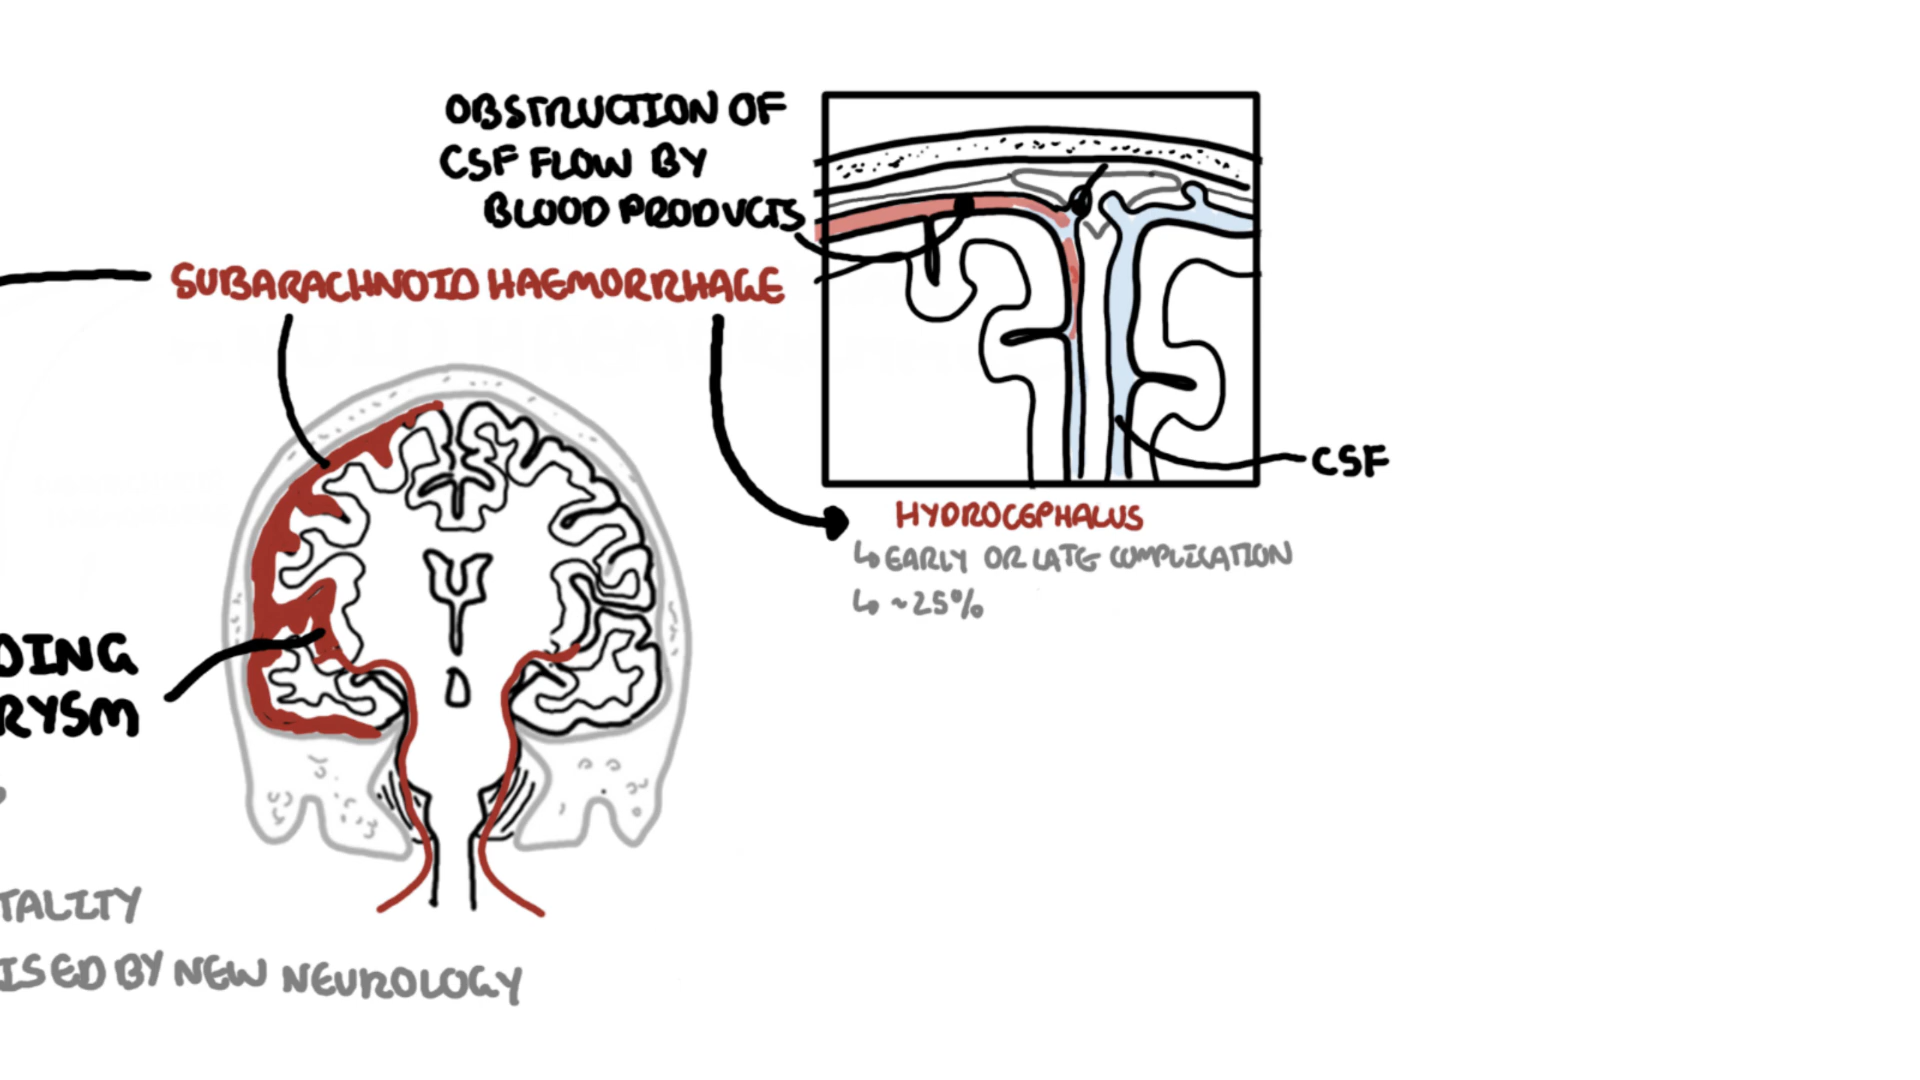 OBSTRUCTION OF
CSF FLOW BY
BLOOD PRODUCTS
SUBARACHNOID HAEMORRHAGE
CSF
HYDROCEPHALUS
↳ EARLY OR LATE COMPLICATION
↳ ~25%
DING
RYSM
TALITY
ISED BY NEW NEUROLOGY